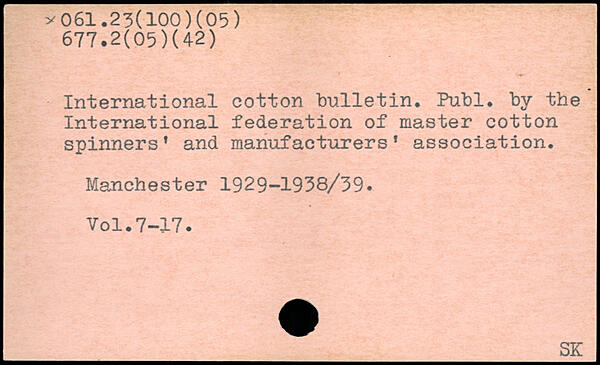 ×061.23(100)(05)
677.2(05)(42)
International cotton bulletin. Publ. by the
International federation of master cotton
spinners' and manufacturers' association.
Manchester 1929-1938/39.
Vol.7-17.
SK